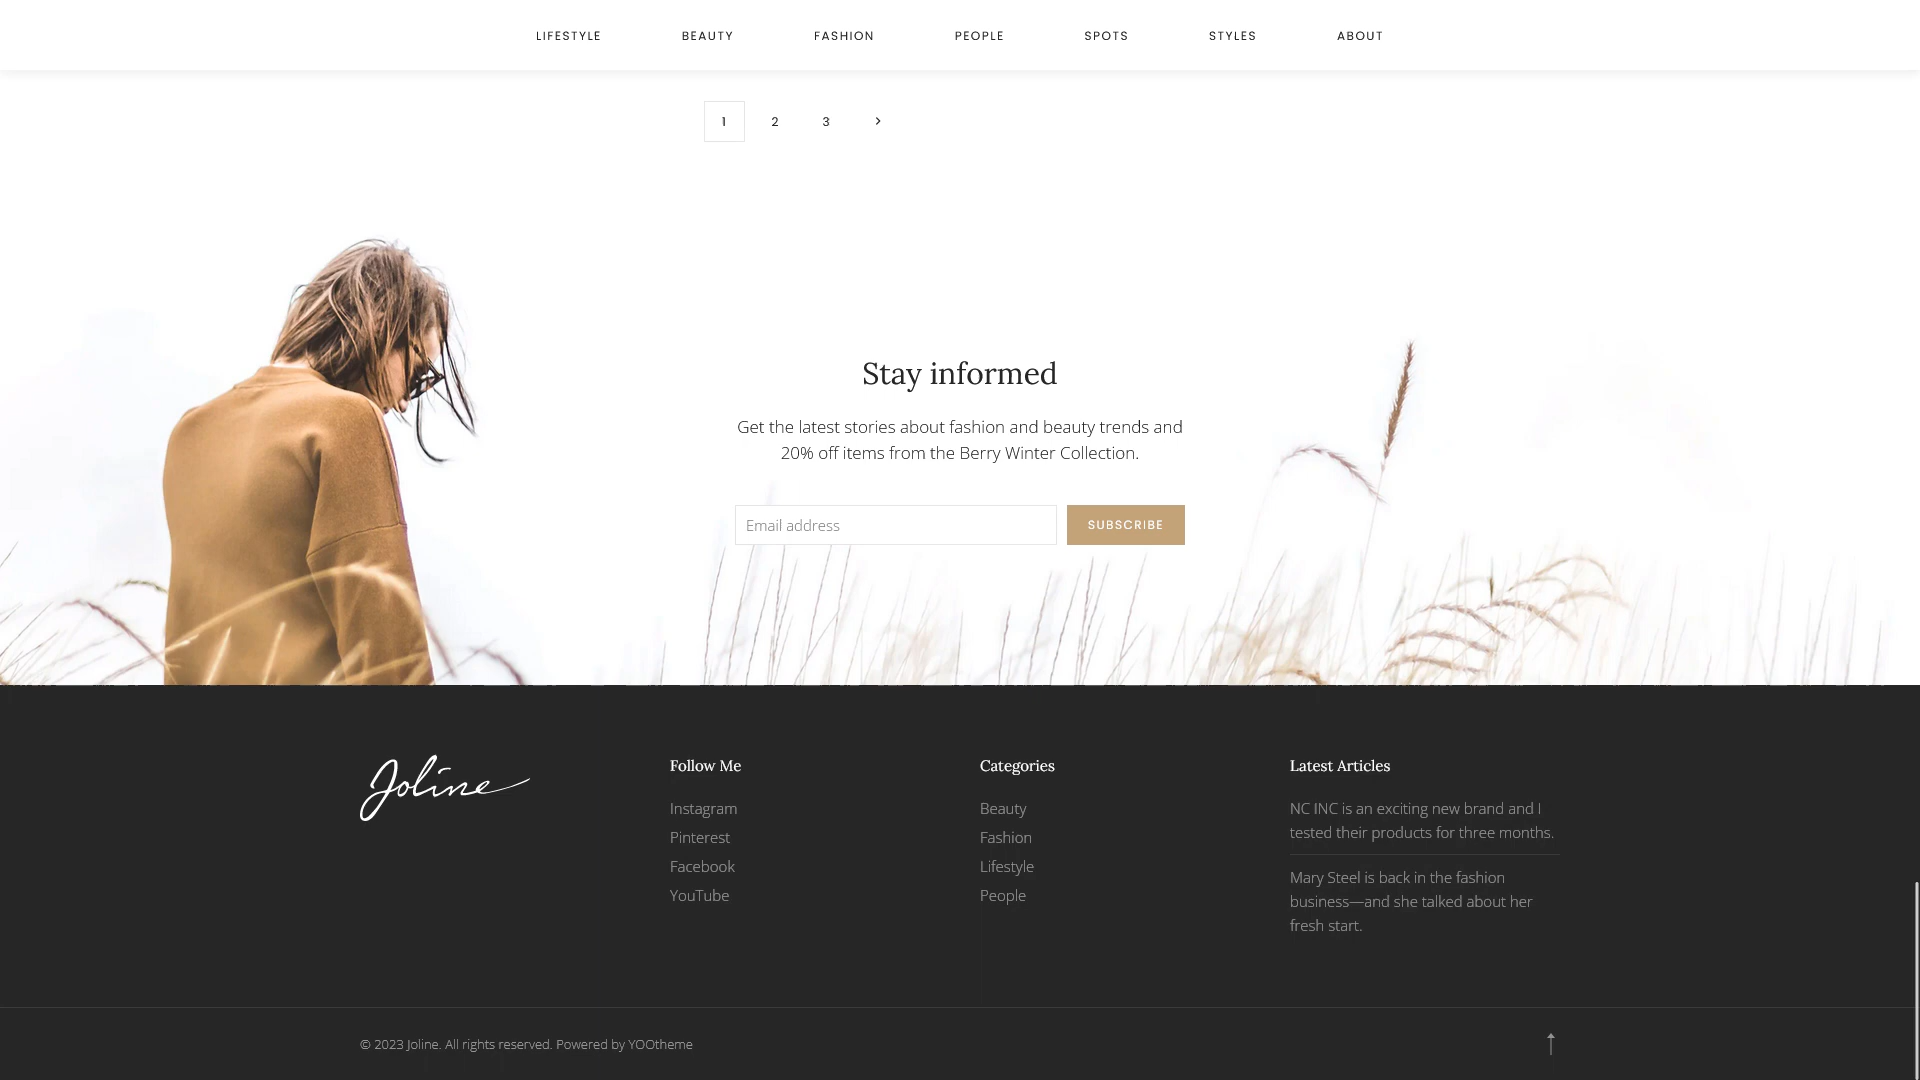 LIFESTYLE BEAUTY FASHION PEOPLE SPOTS STYLES ABOUT
1 2 3
Stay informed
Get the latest stories about fashion and beauty trends and
20% off items from the Berry Winter Collection.
Email address
SUBSCRIBE
Joline
Follow Me
Instagram
Pinterest
Facebook
YouTube
Categories
Beauty
Fashion
Lifestyle
People
Latest Articles
NC INC is an exciting new brand and I
tested their products for three months.
Mary Steel is back in the fashion
business—and she talked about her
fresh start.
© 2023 Joline. All rights reserved. Powered by YOOtheme